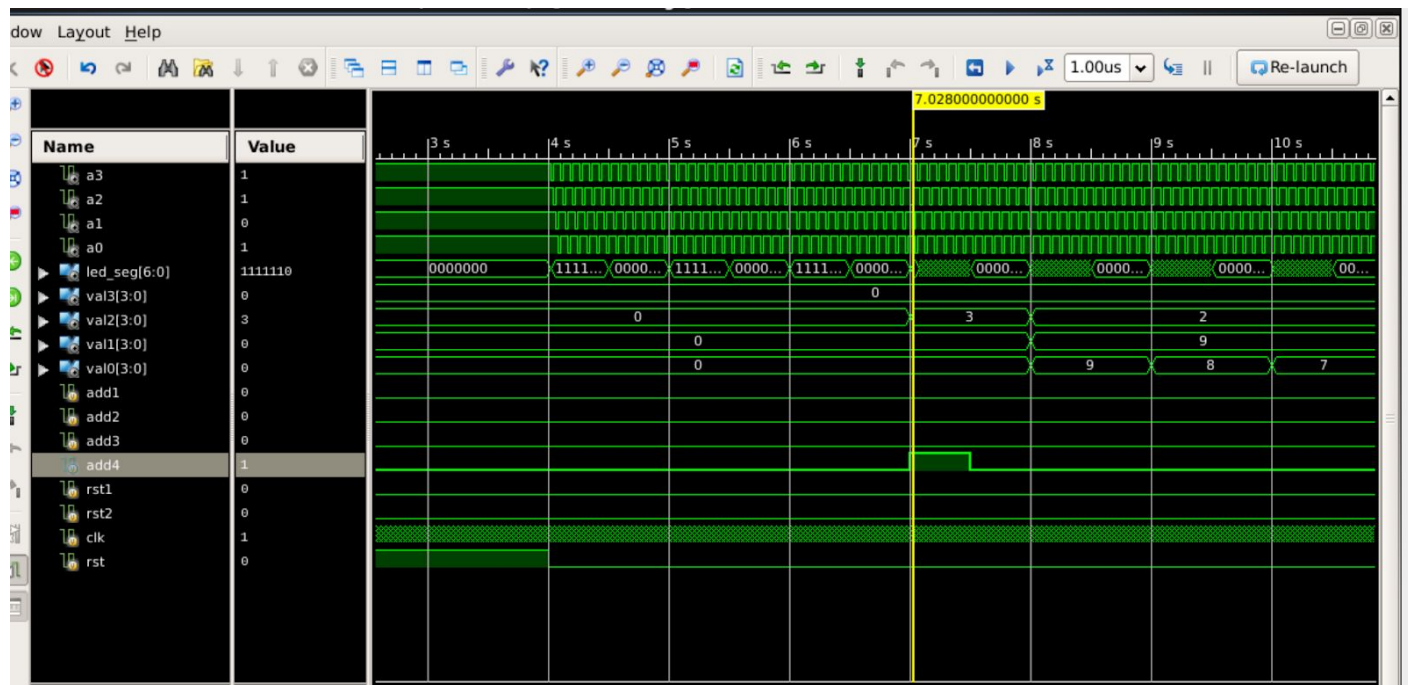 dow Layout Help
1.00us Re-launch
7.028000000000 s
Name Value
3 s 4 s 5 s 6 s 7 s 8 s 9 s 10 s
a3 1
a2 1
a1 0
a0 1
led_seg[6:0] 1111110 0000000 1111... 0000... 1111... 0000... 1111... 0000... 0000... 0000... 0000... 00...
val3[3:0] 0 0
val2[3:0] 3 0 3 2
val1[3:0] 0 0 9
val0[3:0] 0 0 9 8 7
add1 0
add2 0
add3 0
add4 1
rst1 0
rst2 0
clk 1
rst 0